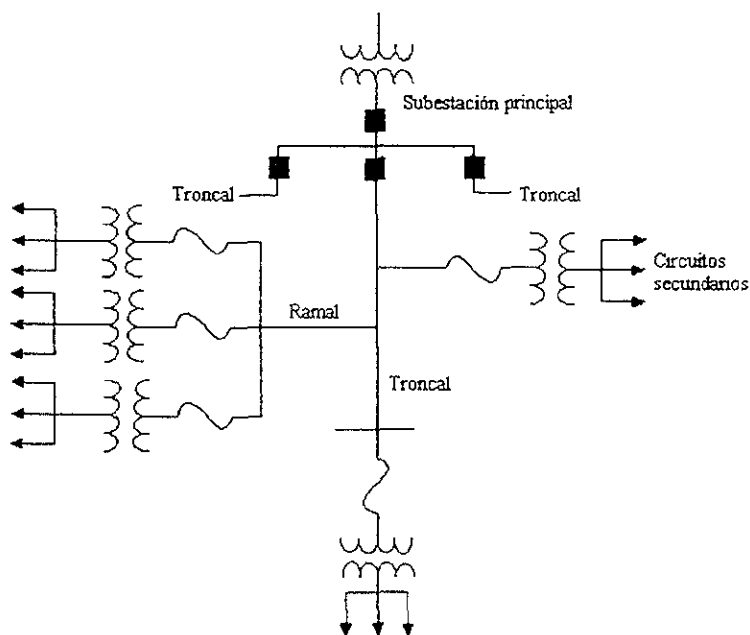 Subestación principal
Troncal
Troncal
Circuitos
secundarios
Ramal
Troncal